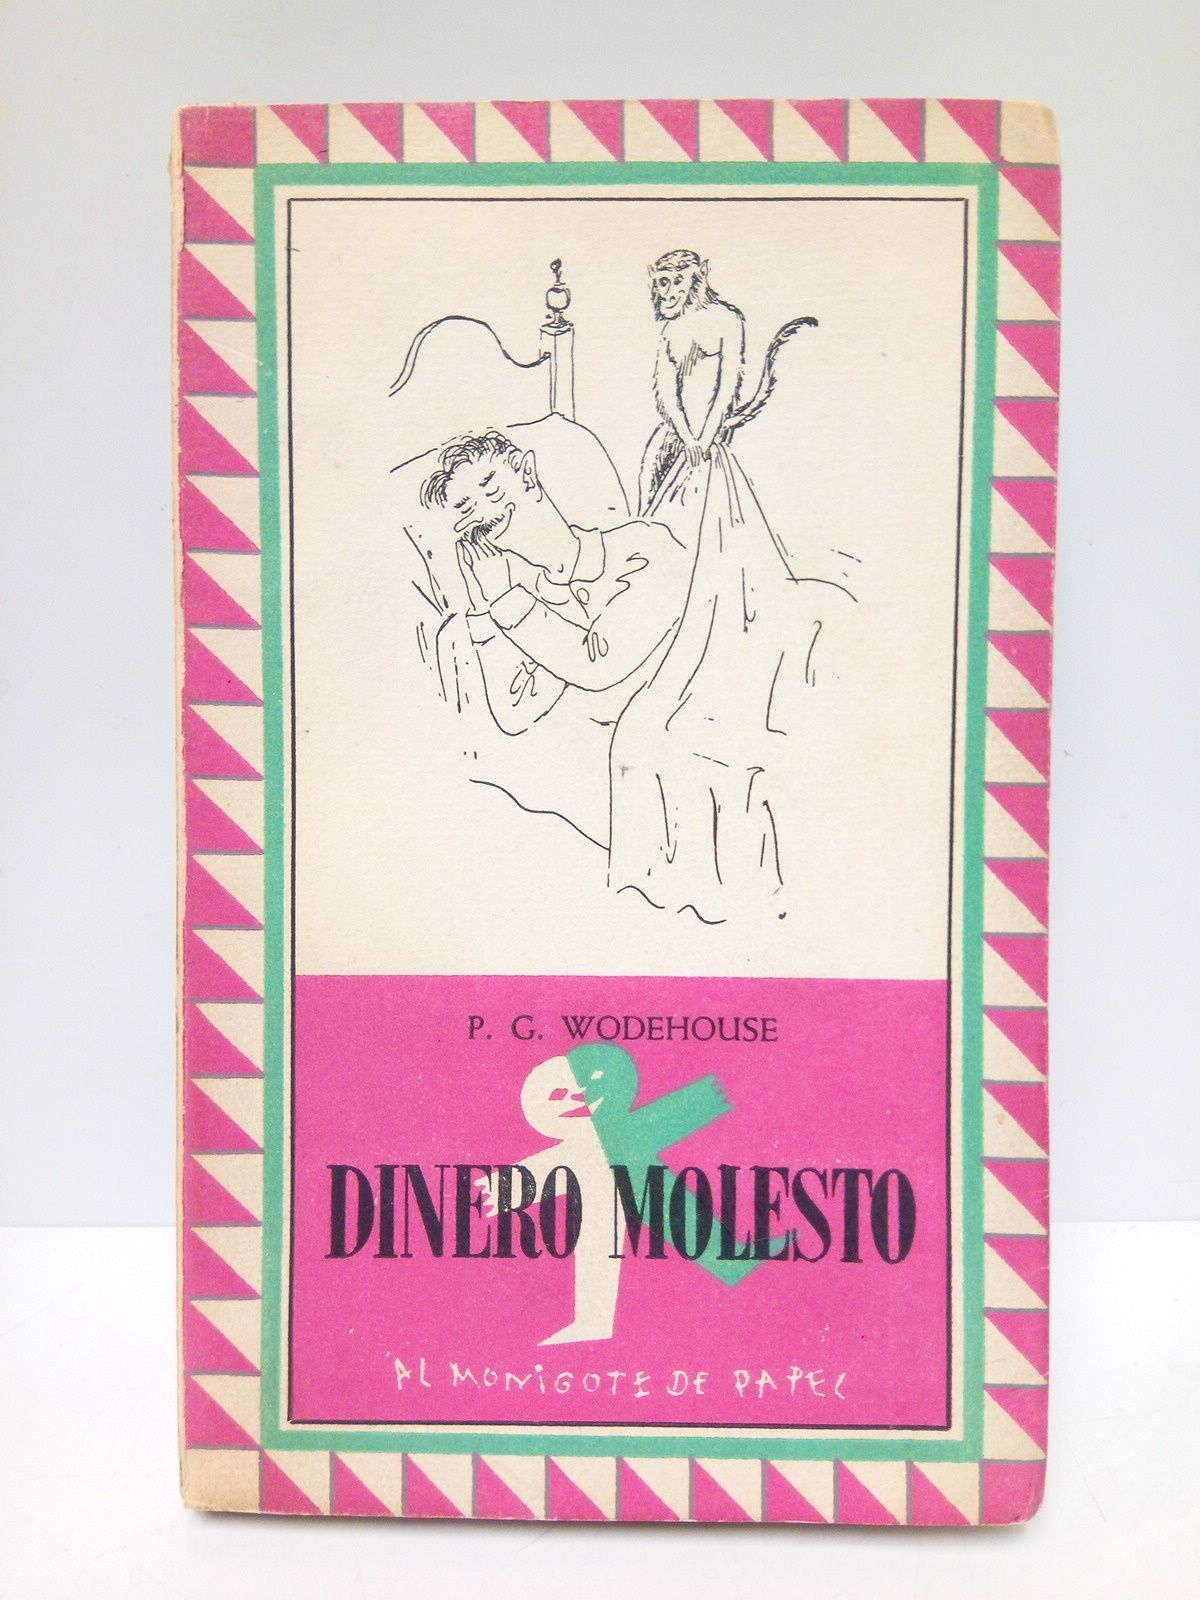 P. G. WODEHOUSE
DINERO MOLESTO
AL MONIGOTE DE PAPEL